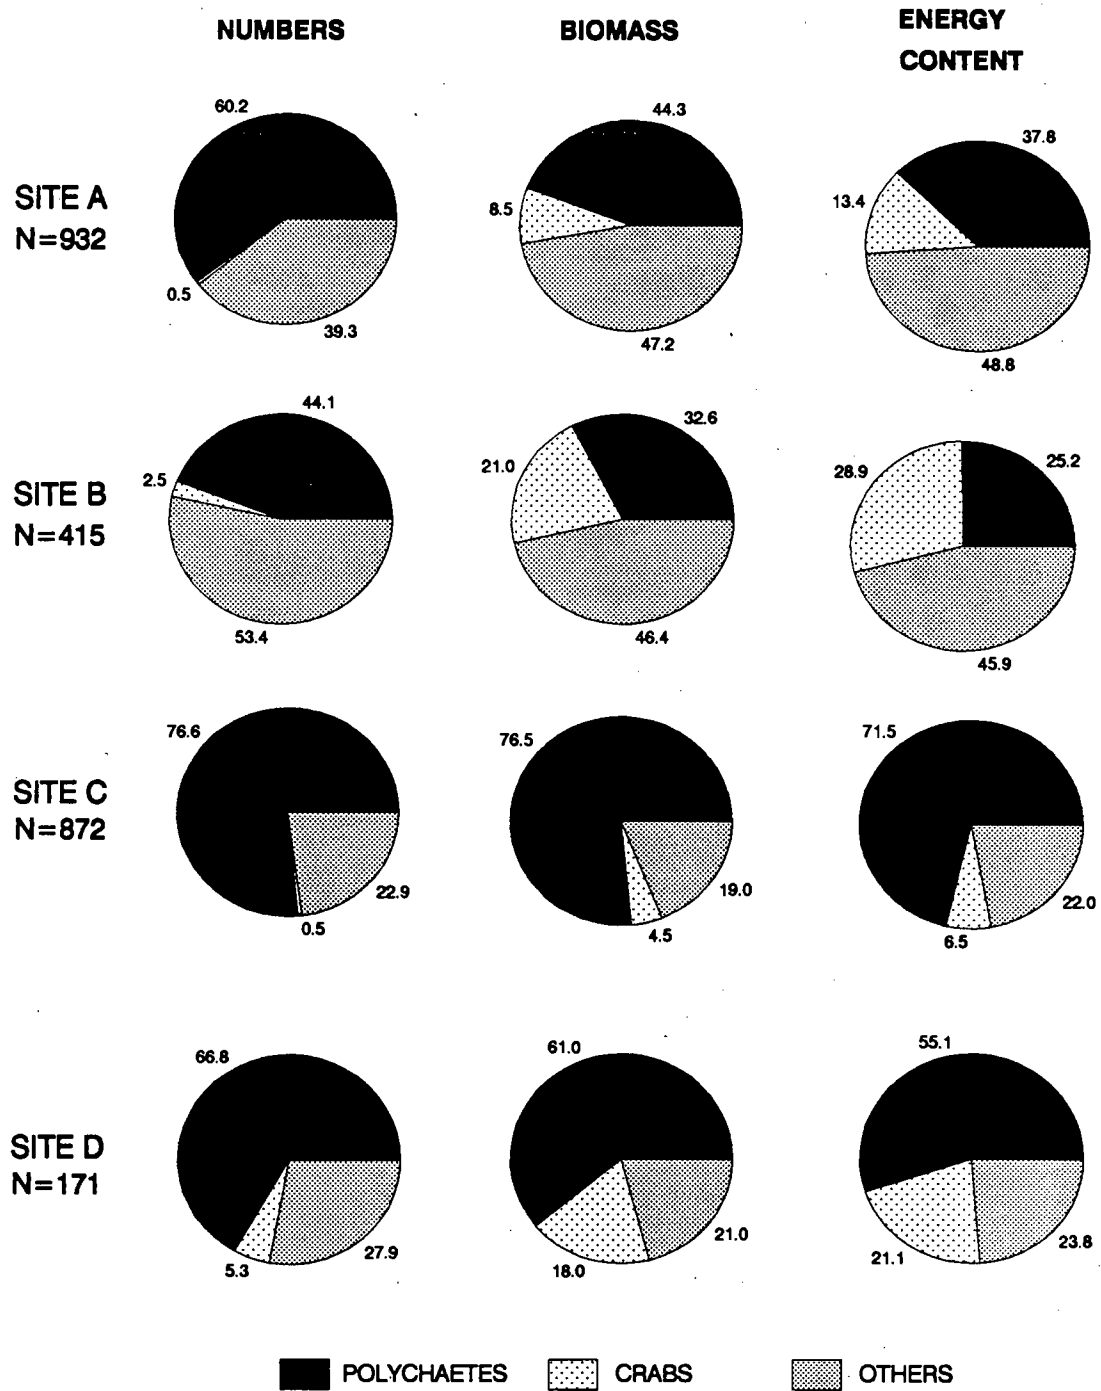 NUMBERS
BIOMASS
ENERGY
CONTENT
SITE A
N=932
60.2
0.5
39.3
44.3
8.5
47.2
37.8
13.4
48.8
SITE B
N=415
44.1
2.5
53.4
32.6
21.0
46.4
25.2
28.9
45.9
SITE C
N=872
76.6
22.9
0.5
76.5
19.0
4.5
71.5
22.0
6.5
SITE D
N=171
66.8
27.9
5.3
61.0
21.0
18.0
55.1
23.8
21.1
POLYCHAETES
CRABS
OTHERS